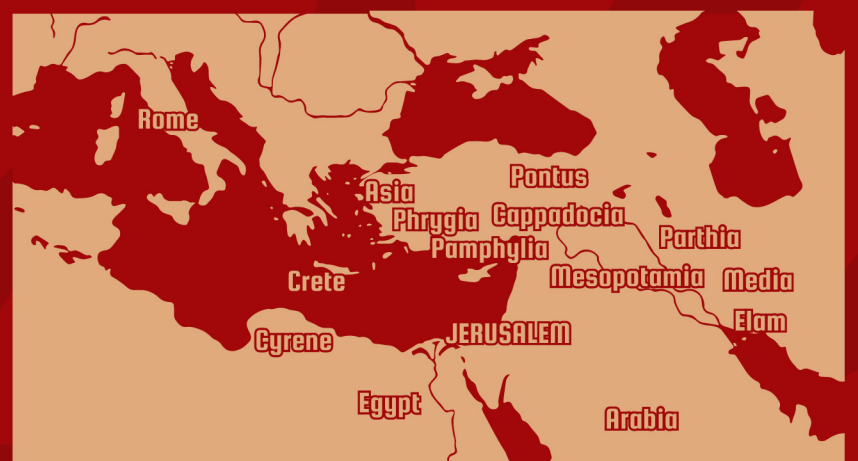 Rome
Pontus
Asia
Phrygia
Cappadocia
Parthia
Pamphylia
Crete
Mesopotamia
Media
Elam
Cyrene
JERUSALEM
Egypt
Arabia